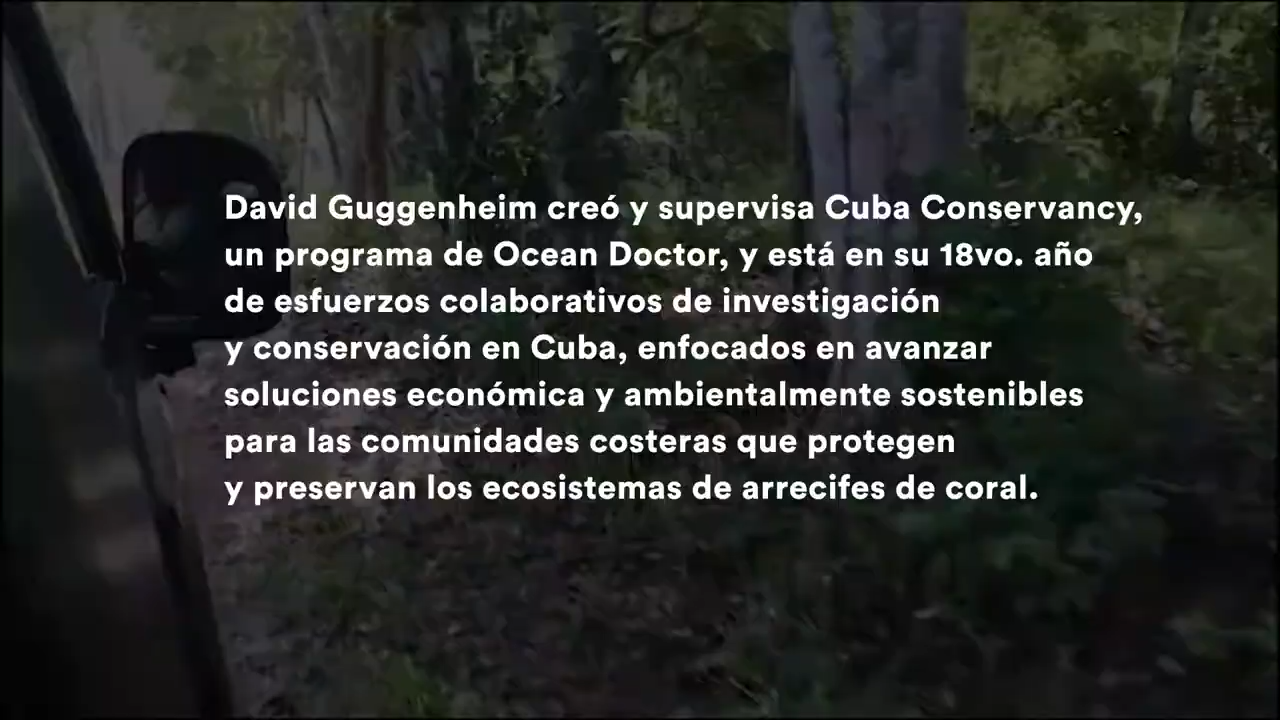 David Guggenheim creó y supervisa Cuba Conservancy,
un programa de Ocean Doctor, y está en su 18vo. año
de esfuerzos colaborativos de investigación
y conservación en Cuba, enfocados en avanzar
soluciones económica y ambientalmente sostenibles
para las comunidades costeras que protegen
y preservan los ecosistemas de arrecifes de coral.